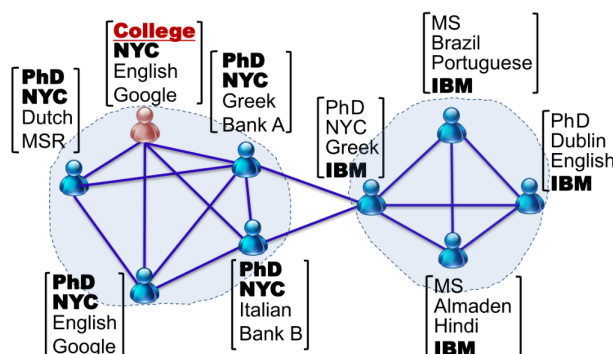 College
NYC
English
Google
PhD
NYC
Dutch
MSR
PhD
NYC
Greek
Bank A
PhD
NYC
English
Google
PhD
NYC
Italian
Bank B
PhD
NYC
Greek
IBM
MS
Brazil
Portuguese
IBM
PhD
Dublin
English
IBM
MS
Almaden
Hindi
IBM